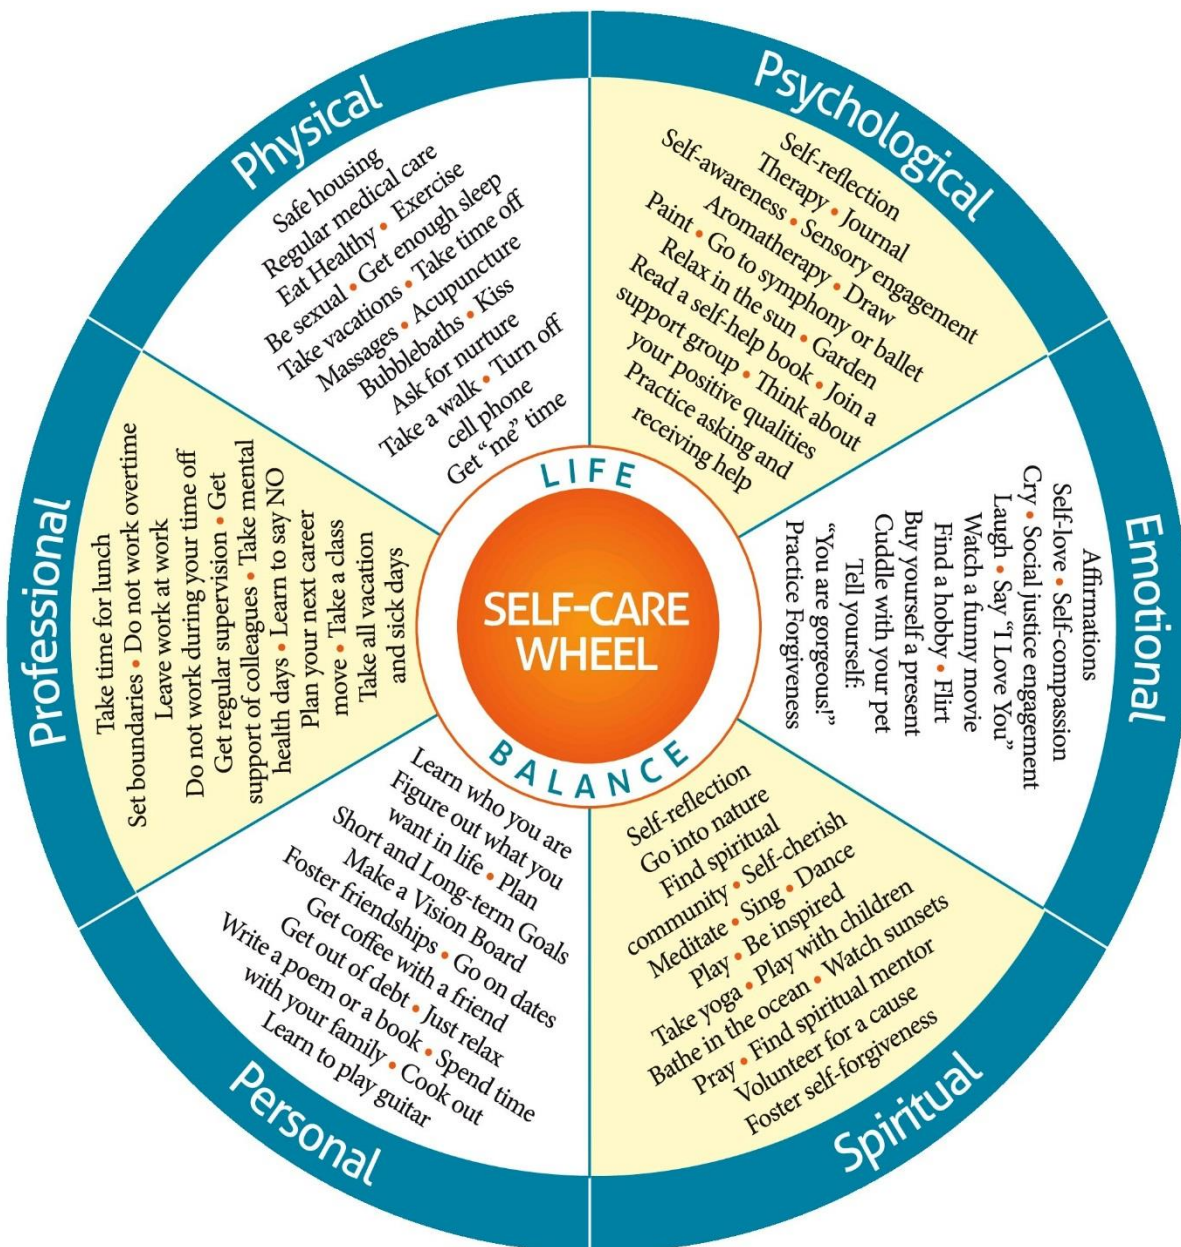 Physical
Safe housing
Regular medical care
Eat Healthy • Exercise
Be sexual • Get enough sleep
Take vacations • Take time off
Massages • Acupuncture
Bubblebaths • Kiss
Ask for nurture
Take a walk • Turn off
cell phone
Get “me” time
Psychological
Self-reflection
Therapy • Journal
Self-awareness • Sensory engagement
Aromatherapy • Draw
Paint • Go to symphony or ballet
Relax in the sun • Garden
Read a self-help book • Join a
support group • Think about
your positive qualities
Practice asking and
receiving help
Emotional
Affirmations
Self-love • Self-compassion
Cry • Social justice engagement
Laugh • Say “I Love You”
Watch a funny movie
Find a hobby • Flirt
Buy yourself a present
Cuddle with your pet
Tell yourself:
“You are gorgeous!”
Practice Forgiveness
Spiritual
Self-reflection
Go into nature
Find spiritual
community • Self-cherish
Meditate • Sing • Dance
Play • Be inspired
Take yoga • Play with children
Bathe in the ocean • Watch sunsets
Pray • Find spiritual mentor
Volunteer for a cause
Foster self-forgiveness
Personal
Learn who you are
Figure out what you
want in life • Plan
Short and Long-term Goals
Make a Vision Board
Foster friendships • Go on dates
Get coffee with a friend
Get out of debt • Just relax
Write a poem or a book • Spend time
with your family • Cook out
Learn to play guitar
Professional
Take time for lunch
Set boundaries • Do not work overtime
Leave work at work
Do not work during your time off
Get regular supervision • Get
support of colleagues • Take mental
health days • Learn to say NO
Plan your next career
move • Take a class
Take all vacation
and sick days
LIFE
SELF-CARE
WHEEL
BALANCE